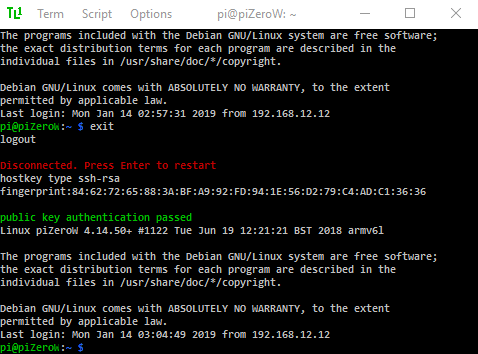 TL1 Term Script Options pi@piZeroW: ~
The programs included with the Debian GNU/Linux system are free software;
the exact distribution terms for each program are described in the
individual files in /usr/share/doc/*/copyright.
Debian GNU/Linux comes with ABSOLUTELY NO WARRANTY, to the extent
permitted by applicable law.
Last login: Mon Jan 14 02:57:31 2019 from 192.168.12.12
pi@piZeroW:~ $ exit
logout
Disconnected. Press Enter to restart
hostkey type ssh-rsa
fingerprint:84:62:72:65:88:3A:BF:A9:92:FD:94:1E:56:D2:79:C4:AD:C1:36:36
public key authentication passed
Linux piZeroW 4.14.50+ #1122 Tue Jun 19 12:21:21 BST 2018 armv6l
The programs included with the Debian GNU/Linux system are free software;
the exact distribution terms for each program are described in the
individual files in /usr/share/doc/*/copyright.
Debian GNU/Linux comes with ABSOLUTELY NO WARRANTY, to the extent
permitted by applicable law.
Last login: Mon Jan 14 03:04:49 2019 from 192.168.12.12
pi@piZeroW:~ $